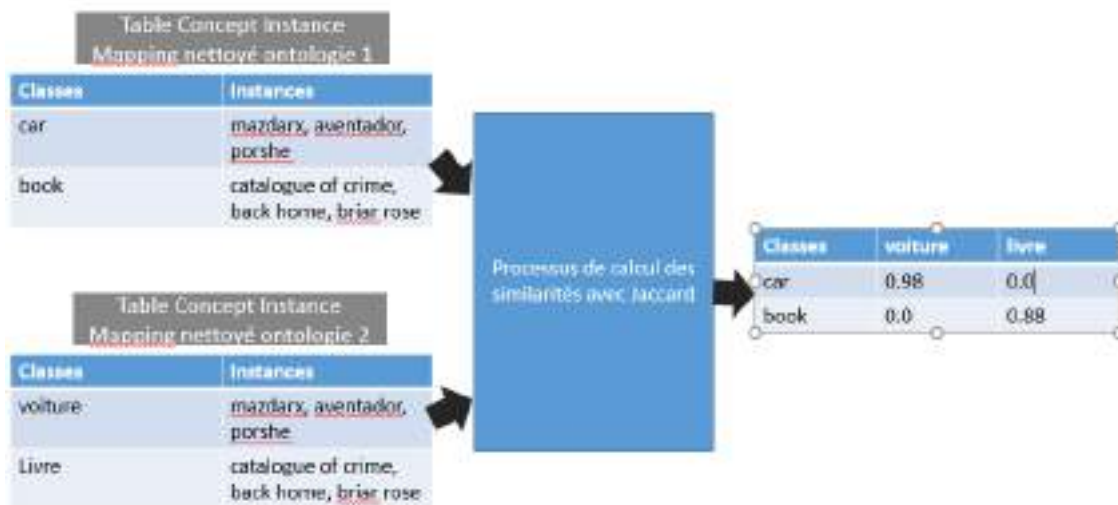 Table Concept Instance
Mapping nettoyé ontologie 1
Classes Instances
car mazdarx, aventador,
porshe
book catalogue of crime,
back home, briar rose
Processus de calcul des
similarités avec Jaccard
Classes voiture livre
car 0.98 0.0
book 0.0 0.88
Table Concept Instance
Mapping nettoyé ontologie 2
Classes Instances
voiture mazdarx, aventador,
porshe
Livre catalogue of crime,
back home, briar rose